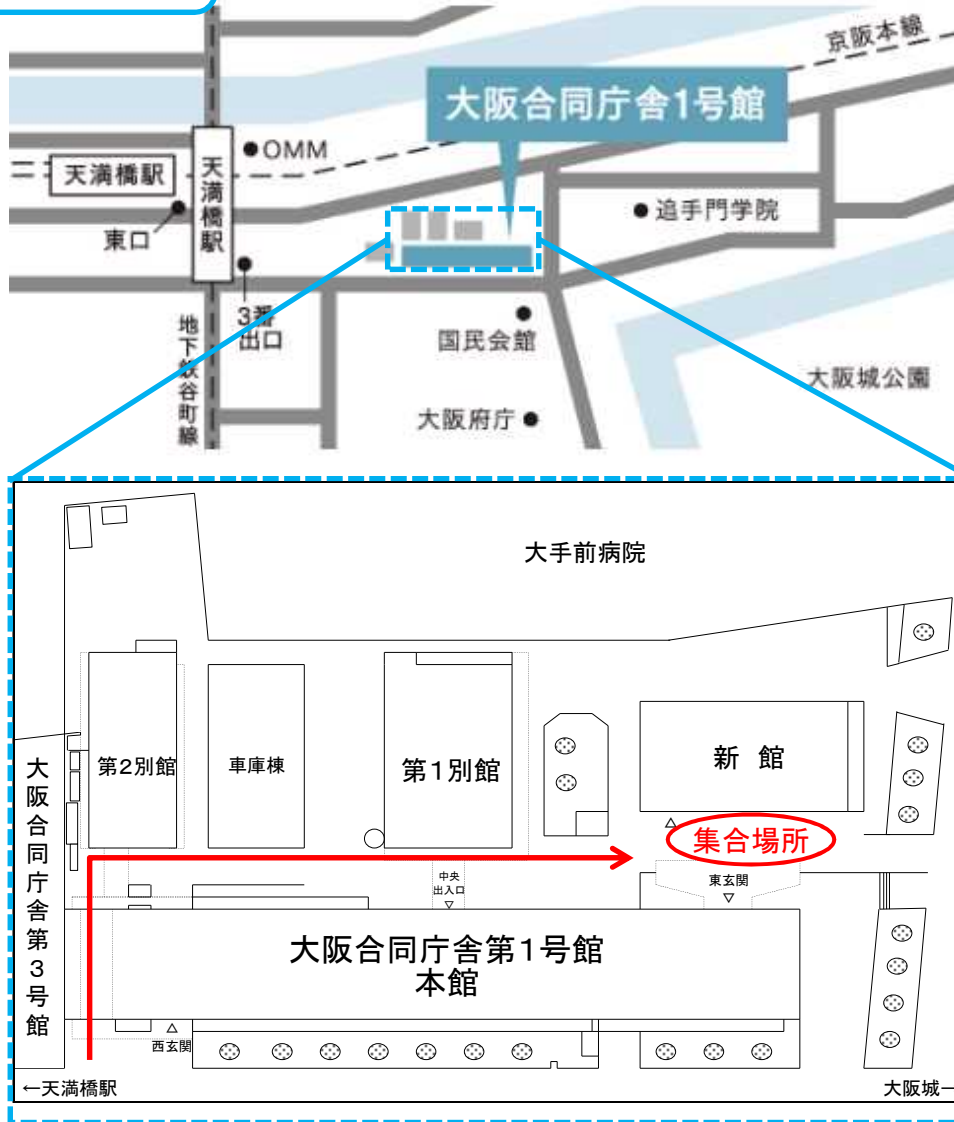 京阪本線
大阪合同庁舎1号館
OMM
天満橋駅
天満橋駅
東口
追手門学院
3番
出口
国民会館
地下鉄谷町線
大阪城公園
大阪府庁
大手前病院
第2別館
車庫棟
第1別館
新 館
大阪合同庁舎第3号館
集合場所
中央
出入口
東玄関
大阪合同庁舎第1号館
本館
西玄関
←天満橋駅
大阪城